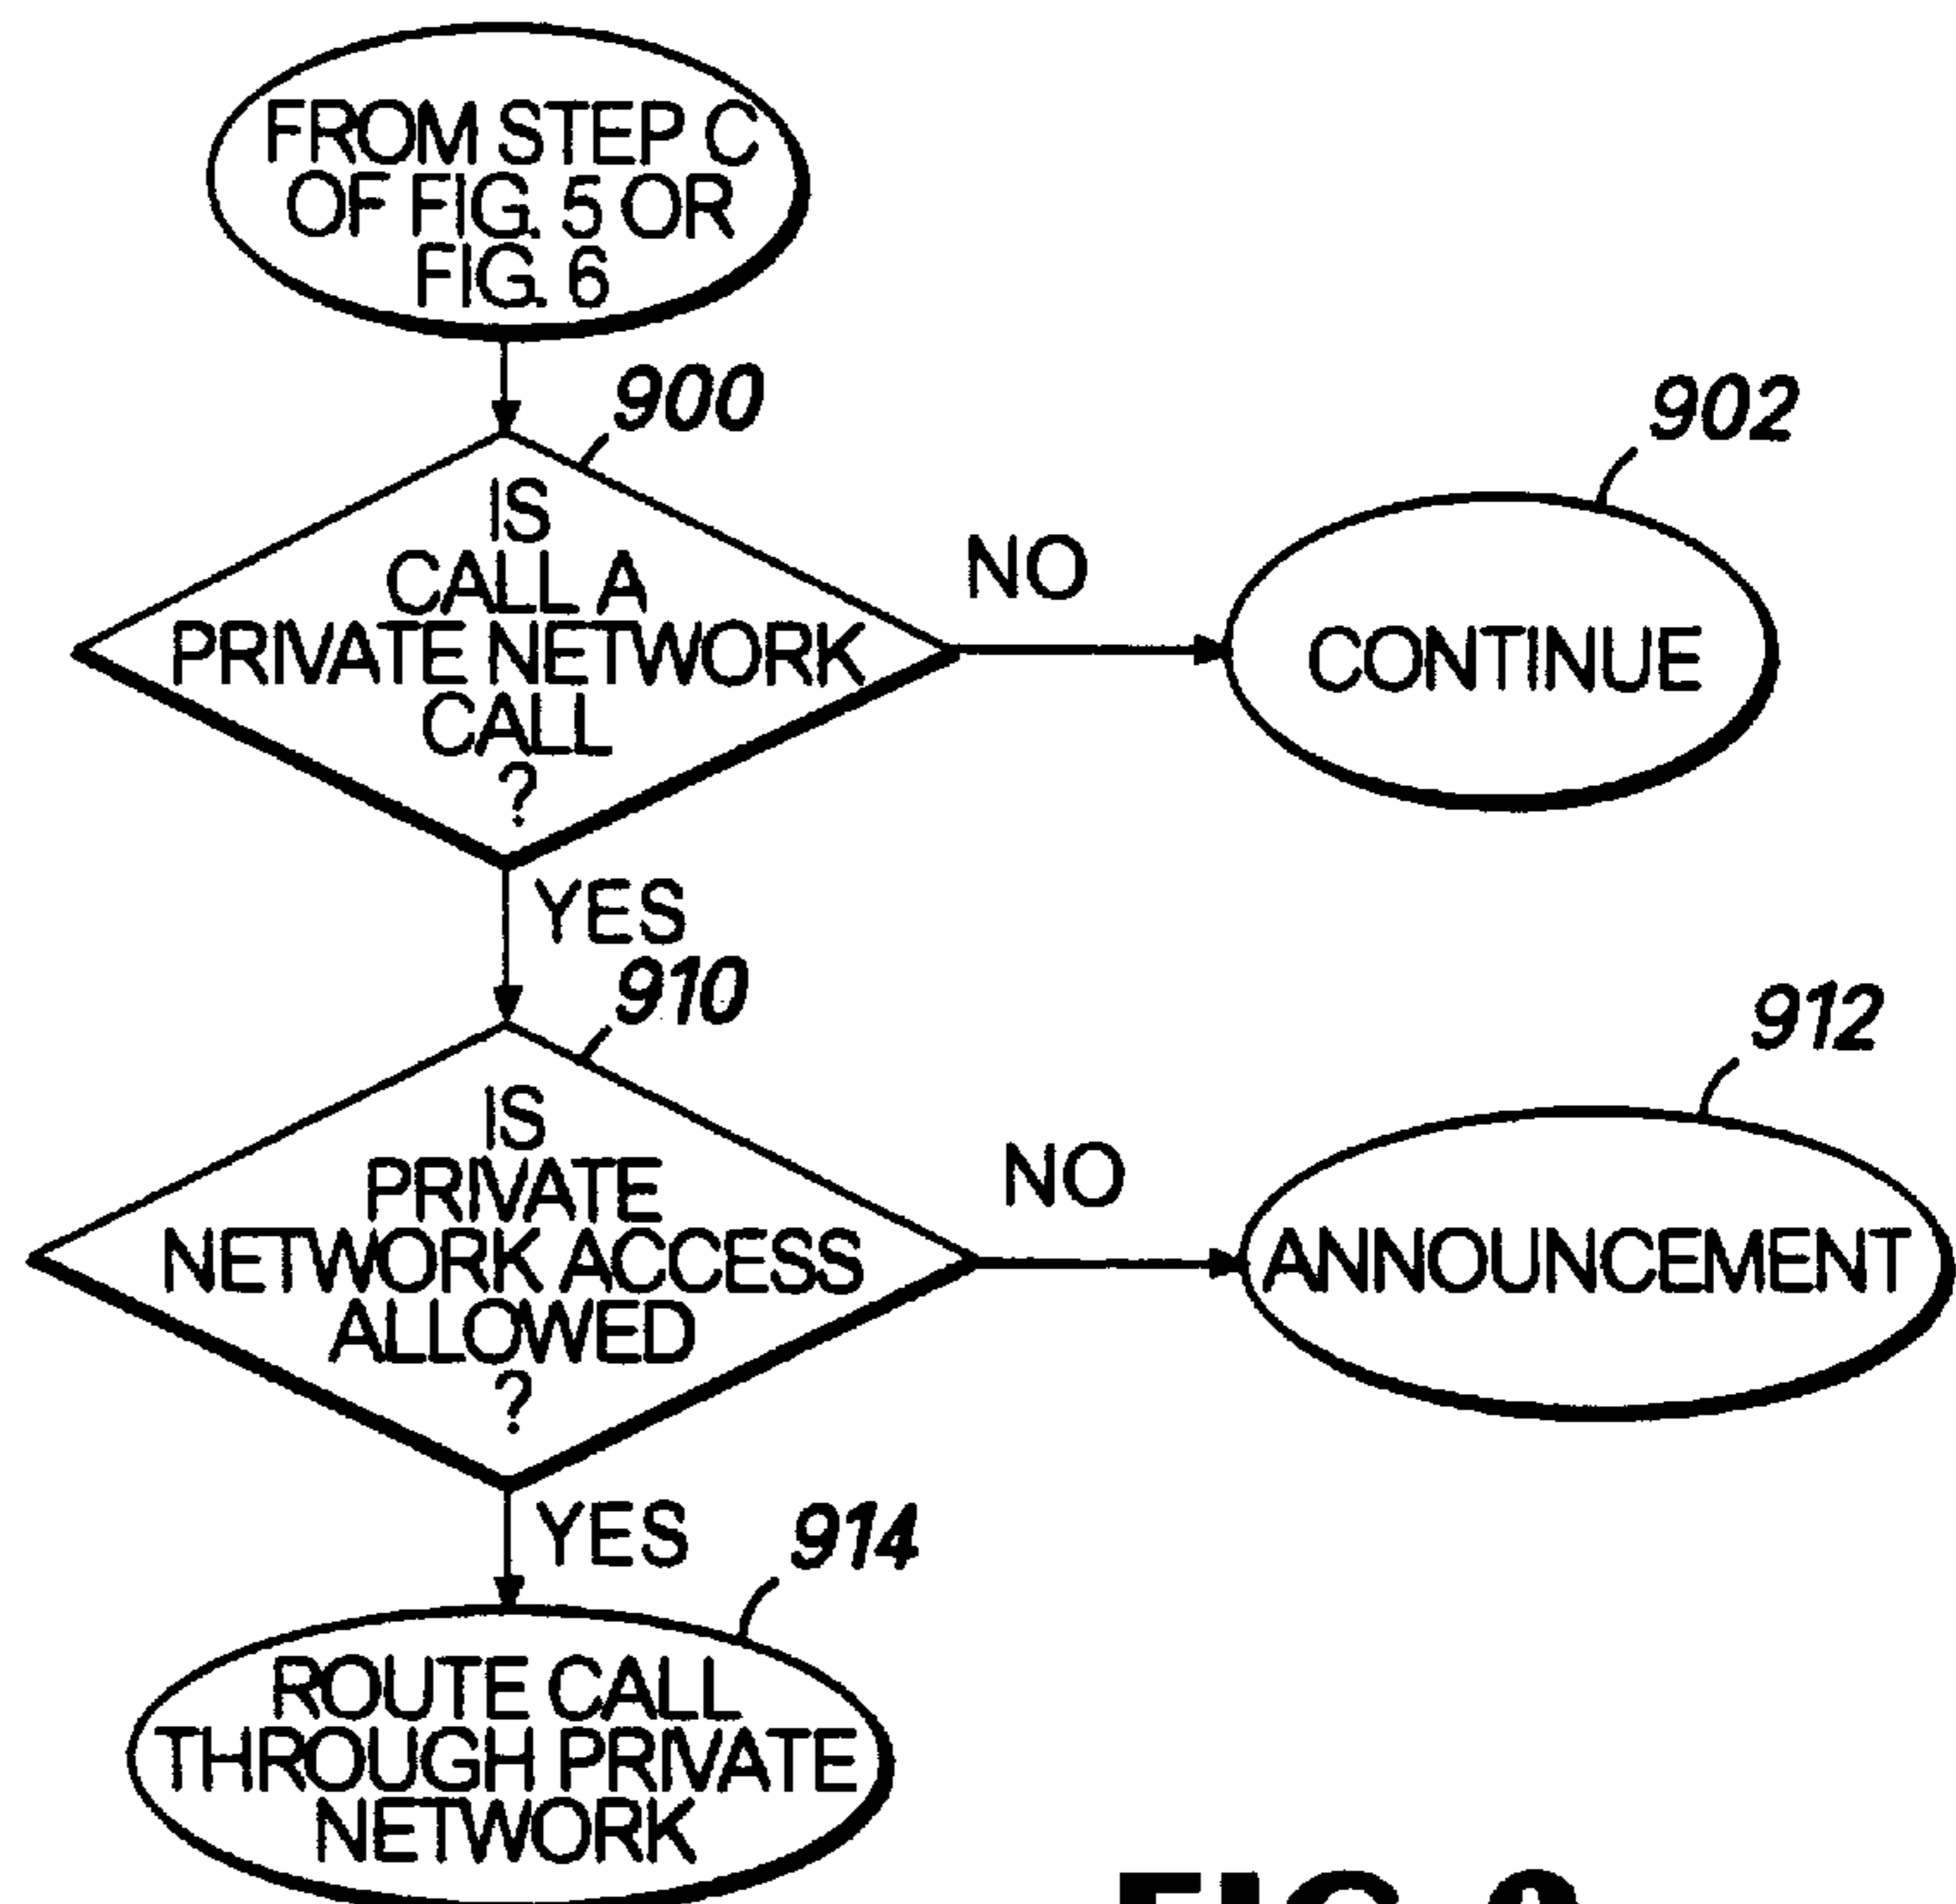 FROM STEP C
OF FIG. 5 OR
FIG. 6
900
IS
CALL A
PRIVATE NETWORK
CALL
?
NO
902
CONTINUE
YES
910
IS
PRIVATE
NETWORK ACCESS
ALLOWED
?
NO
912
ANNOUNCEMENT
YES
914
ROUTE CALL
THROUGH PRIVATE
NETWORK